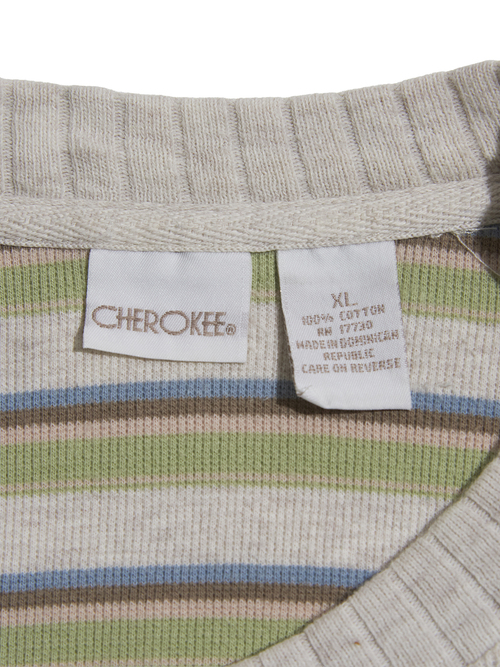 CHEROKEE®
XL
100% COTTON
RN 17730
MADE IN DOMINICAN
REPUBLIC
CARE ON REVERSE